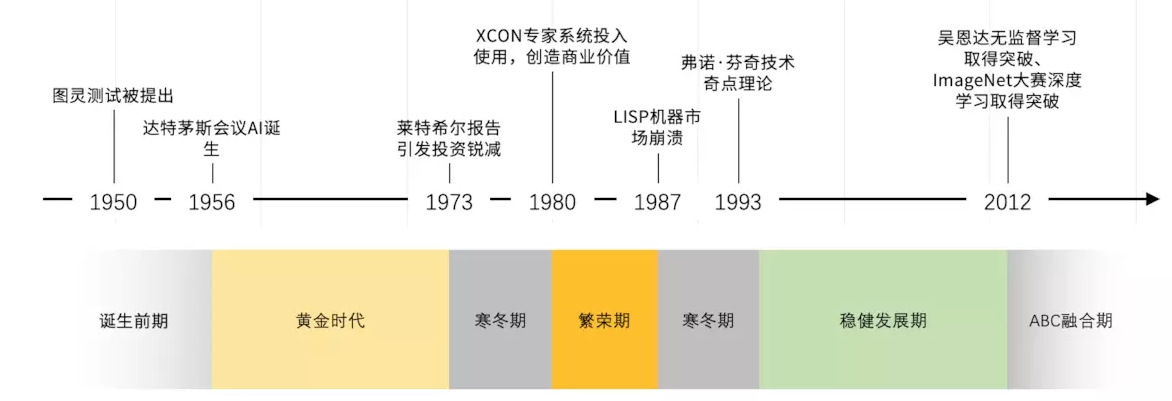 图灵测试被提出
达特茅斯会议AI诞
生
莱特希尔报告
引发投资锐减
XCON专家系统投入
使用，创造商业价值
LISP机器市
场崩溃
弗诺·芬奇技术
奇点理论
吴恩达无监督学习
取得突破、
ImageNet大赛深度
学习取得突破
1950
1956
1973
1980
1987
1993
2012
诞生前期
黄金时代
寒冬期
繁荣期
寒冬期
稳健发展期
ABC融合期